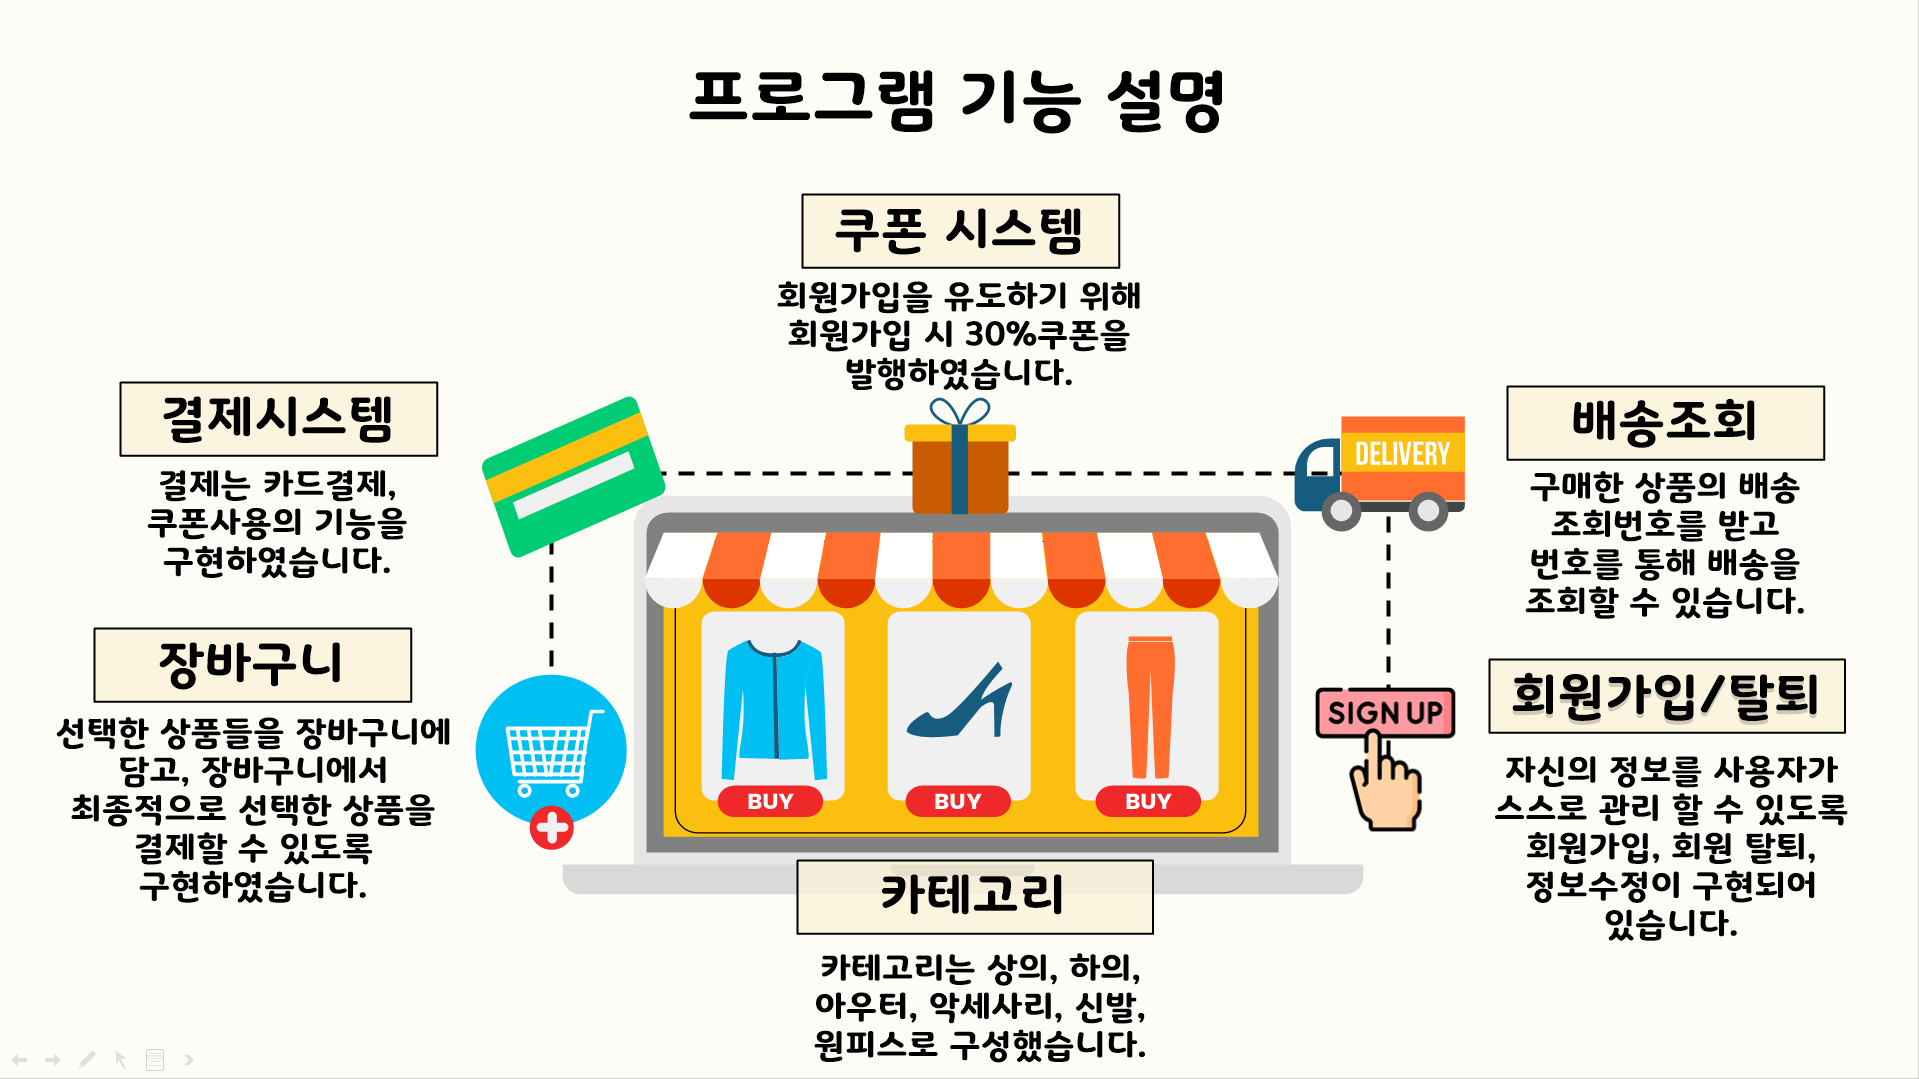 프로그램 기능 설명
쿠폰 시스템
회원가입을 유도하기 위해
회원가입 시 30%쿠폰을
발행하였습니다.
결제시스템
결제는 카드결제,
쿠폰사용의 기능을
구현하였습니다.
장바구니
선택한 상품들을 장바구니에
담고, 장바구니에서
최종적으로 선택한 상품을
결제할 수 있도록
구현하였습니다.
DELIVERY
배송조회
구매한 상품의 배송
조회번호를 받고
번호를 통해 배송을
조회할 수 있습니다.
SIGN UP
회원가입/탈퇴
자신의 정보를 사용자가
스스로 관리 할 수 있도록
회원가입, 회원 탈퇴,
정보수정이 구현되어
있습니다.
BUY
BUY
BUY
카테고리
카테고리는 상의, 하의,
아우터, 악세사리, 신발,
원피스로 구성했습니다.